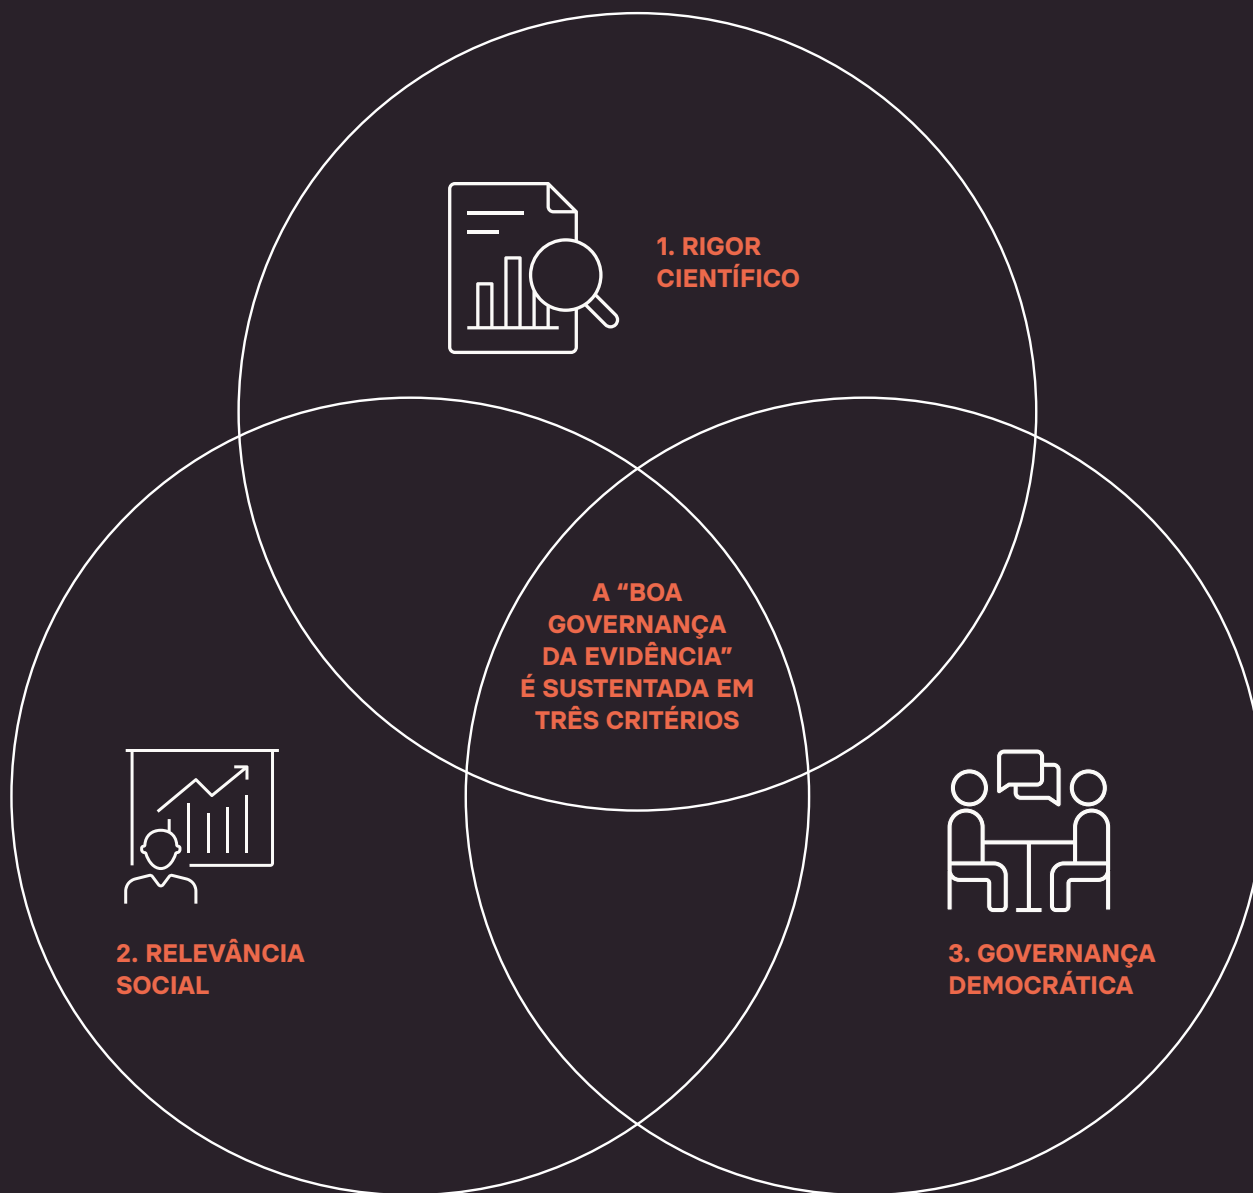 1. RIGOR
CIENTÍFICO
A “BOA
GOVERNANÇA
DA EVIDÊNCIA”
É SUSTENTADA EM
TRÊS CRITÉRIOS
2. RELEVÂNCIA
SOCIAL
3. GOVERNANÇA
DEMOCRÁTICA